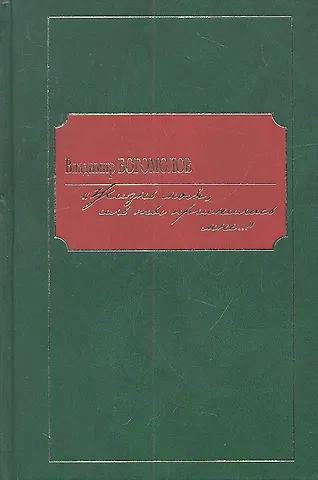 Владимир БОГОМОЛОВ
«Жизнь моя,
иль ты приснилась
мне...»